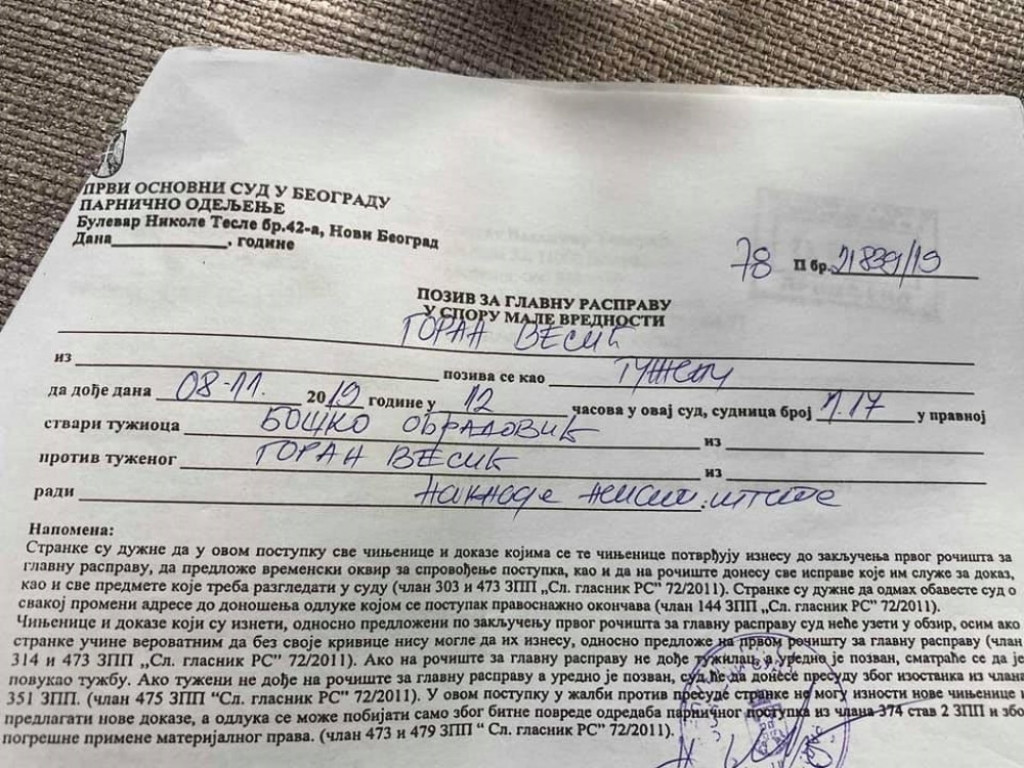 ПРВИ ОСНОВНИ СУД У БЕОГРАДУ
ПАРНИЧНО ОДЕЉЕЊЕ
Булевар Николе Тесле бр.42-а, Нови Београд
Дана____________. године
78 П бр. 21839/19
ПОЗИВ ЗА ГЛАВНУ РАСПРАВУ
У СПОРУ МАЛЕ ВРЕДНОСТИ
ГОРАН ВЕСИЋ
из ____________ позива се као ТУЖЕНИ
да дође дана 08-11. 2019 године у 12 часова у овај суд, судница број 1.17 у правној
ствари тужиоца БОШКО ОБРАДОВИЋ из ____________
против туженог ГОРАН ВЕСИЋ из ____________
ради НАКНАДЕ НЕМАТ. ШТЕТЕ
Напомена:
Странке су дужне да у овом поступку све чињенице и доказе којима се те чињенице потврђују изнесу до закључења првог рочишта за
главну расправу, да предложе временски оквир за спровођење поступка, као и да на рочиште донесу све исправе које им служе за доказ,
као и све предмете које треба разгледати у суду (члан 303 и 473 ЗПП „Сл. гласник РС" 72/2011). Странке су дужне да одмах обавесте суд о
свакој промени адресе до доношења одлуке којом се поступак правоснажно окончава (члан 144 ЗПП „Сл. гласник РС" 72/2011).
Чињенице и доказе који су изнети, односно предложени по закључењу првог рочишта за главну расправу суд неће узети у обзир, осим ако
странке учине вероватним да без своје кривице нису могле да их изнесу, односно предложе на првом рочишту за главну расправу (члан
314 и 473 ЗПП „Сл. гласник РС" 72/2011). Ако на рочиште за главну расправу не дође тужилац, а уредно је позван, сматраће се да је
повукао тужбу. Ако тужени не дође на рочиште за главну расправу а уредно је позван, суд ће да донесе пресуду због изостанка из члана
351 ЗПП. (члан 475 ЗПП "Сл. гласник РС" 72/2011). У овом поступку у жалби против пресуде странке не могу износити нове чињенице и
предлагати нове доказе, а одлука се може побијати само због битне повреде одредаба парничног поступка из члана 374 став 2 ЗПП и збо
погрешне примене материјалног права. (члан 473 и 479 ЗПП " Сл. гласник РС" 72/2011).